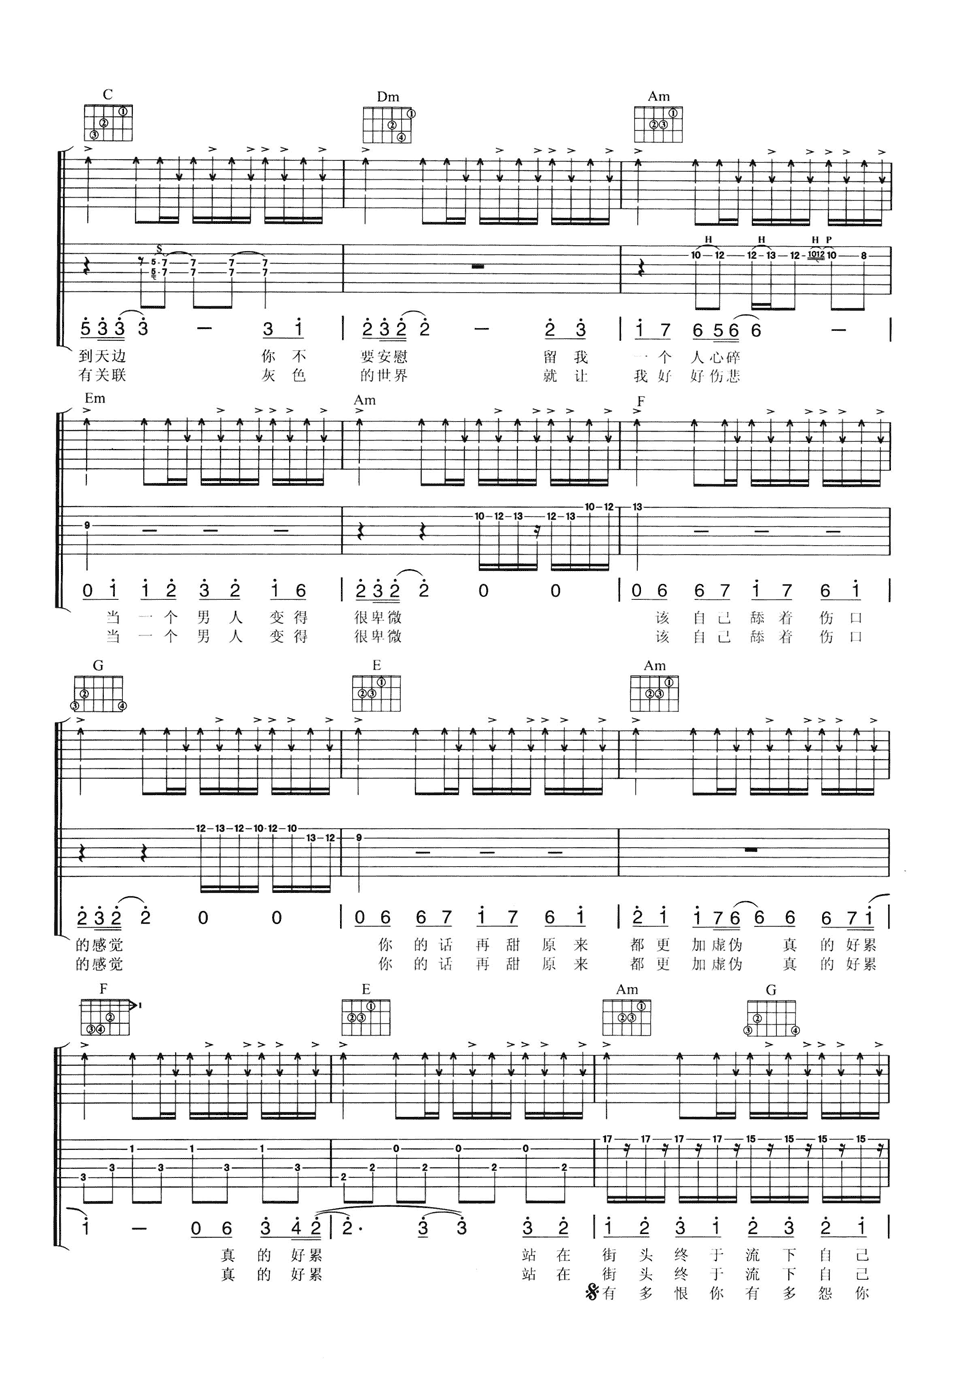 C Dm Am
S H H H P
5 7 7 7 10 12 12 13 12 10 12 10 8
5 7 7 7
5 3 3 3 — 3 1 | 2 3 2 2 — 2 3 | 1 7 6 5 6 6 — |
到天边 你不 要安慰 留我 一个人心碎
有关联 灰色 的世界 就让 我好好伤悲
Em Am F
9 — — — 10 12 13 12 13 10 12 13 — — —
0 1 1 2 3 2 1 6 | 2 3 2 2 0 0 | 0 6 6 7 1 7 6 1 |
当一个男人变得 很卑微 该自己舔着伤口
当一个男人变得 很卑微 该自己舔着伤口
G E Am
12 13 12 10 12 10 13 12 9 — — —
2 3 2 2 0 0 | 0 6 6 7 1 7 6 1 | 2 1 1 7 6 6 6 6 7 1 |
的感觉 你的话再甜原来 都更加虚伪 真的好累
的感觉 你的话再甜原来 都更加虚伪 真的好累
F E Am G
3 3 1 3 1 3 1 3 2 2 0 2 0 2 0 2 17 17 17 17 15 15 15 15
1 — 0 6 3 4 2 | 2· 3 3 3 2 | 1 2 3 1 2 3 2 1 |
真的好累 站在 街头终于流下自己
真的好累 站在 街头终于流下自己
有多恨你有多怨你